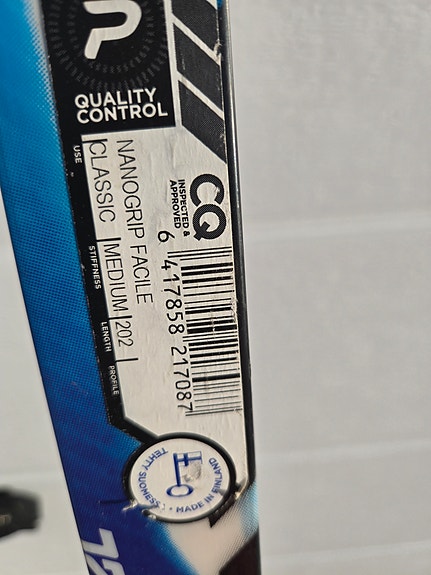 P
QUALITY
CONTROL
CQ
INSPECTED &
APPROVED
NANOGRIP FACILE
USE
CLASSIC
STIFFNESS
MEDIUM
LENGTH
202
PROFILE
6 417858 217087
TEHTY SUOMESSA • MADE IN FINLAND